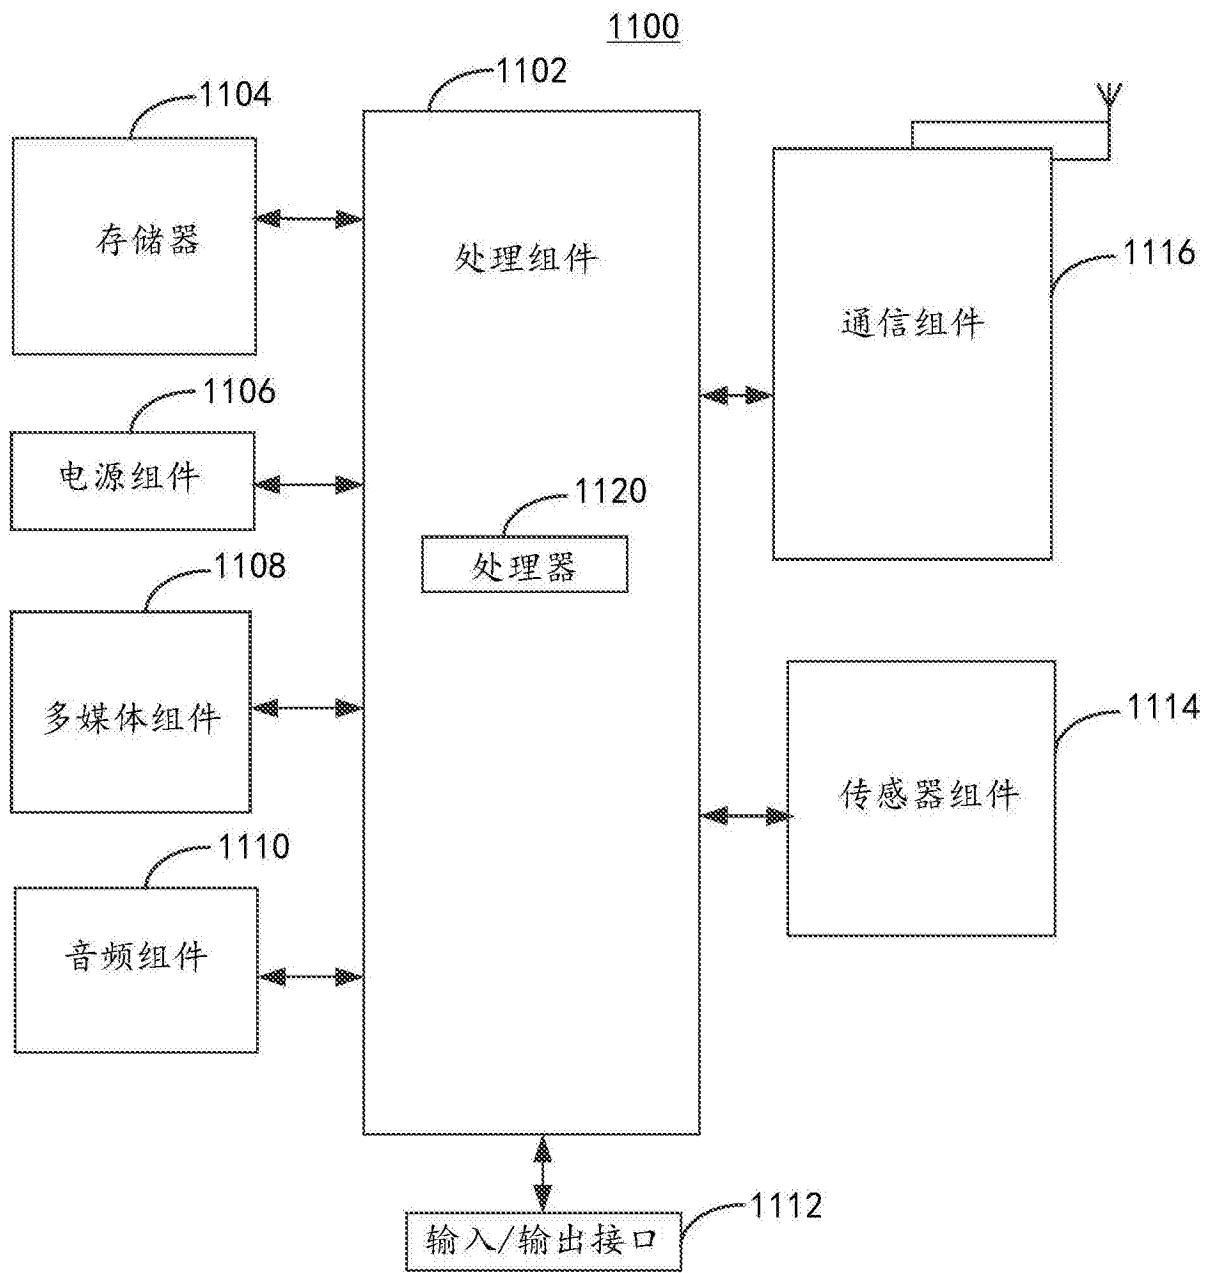 1100
1102
1104
存储器
处理组件
1116
通信组件
1106
电源组件
1120
处理器
1108
多媒体组件
1114
传感器组件
1110
音频组件
1112
输入/输出接口